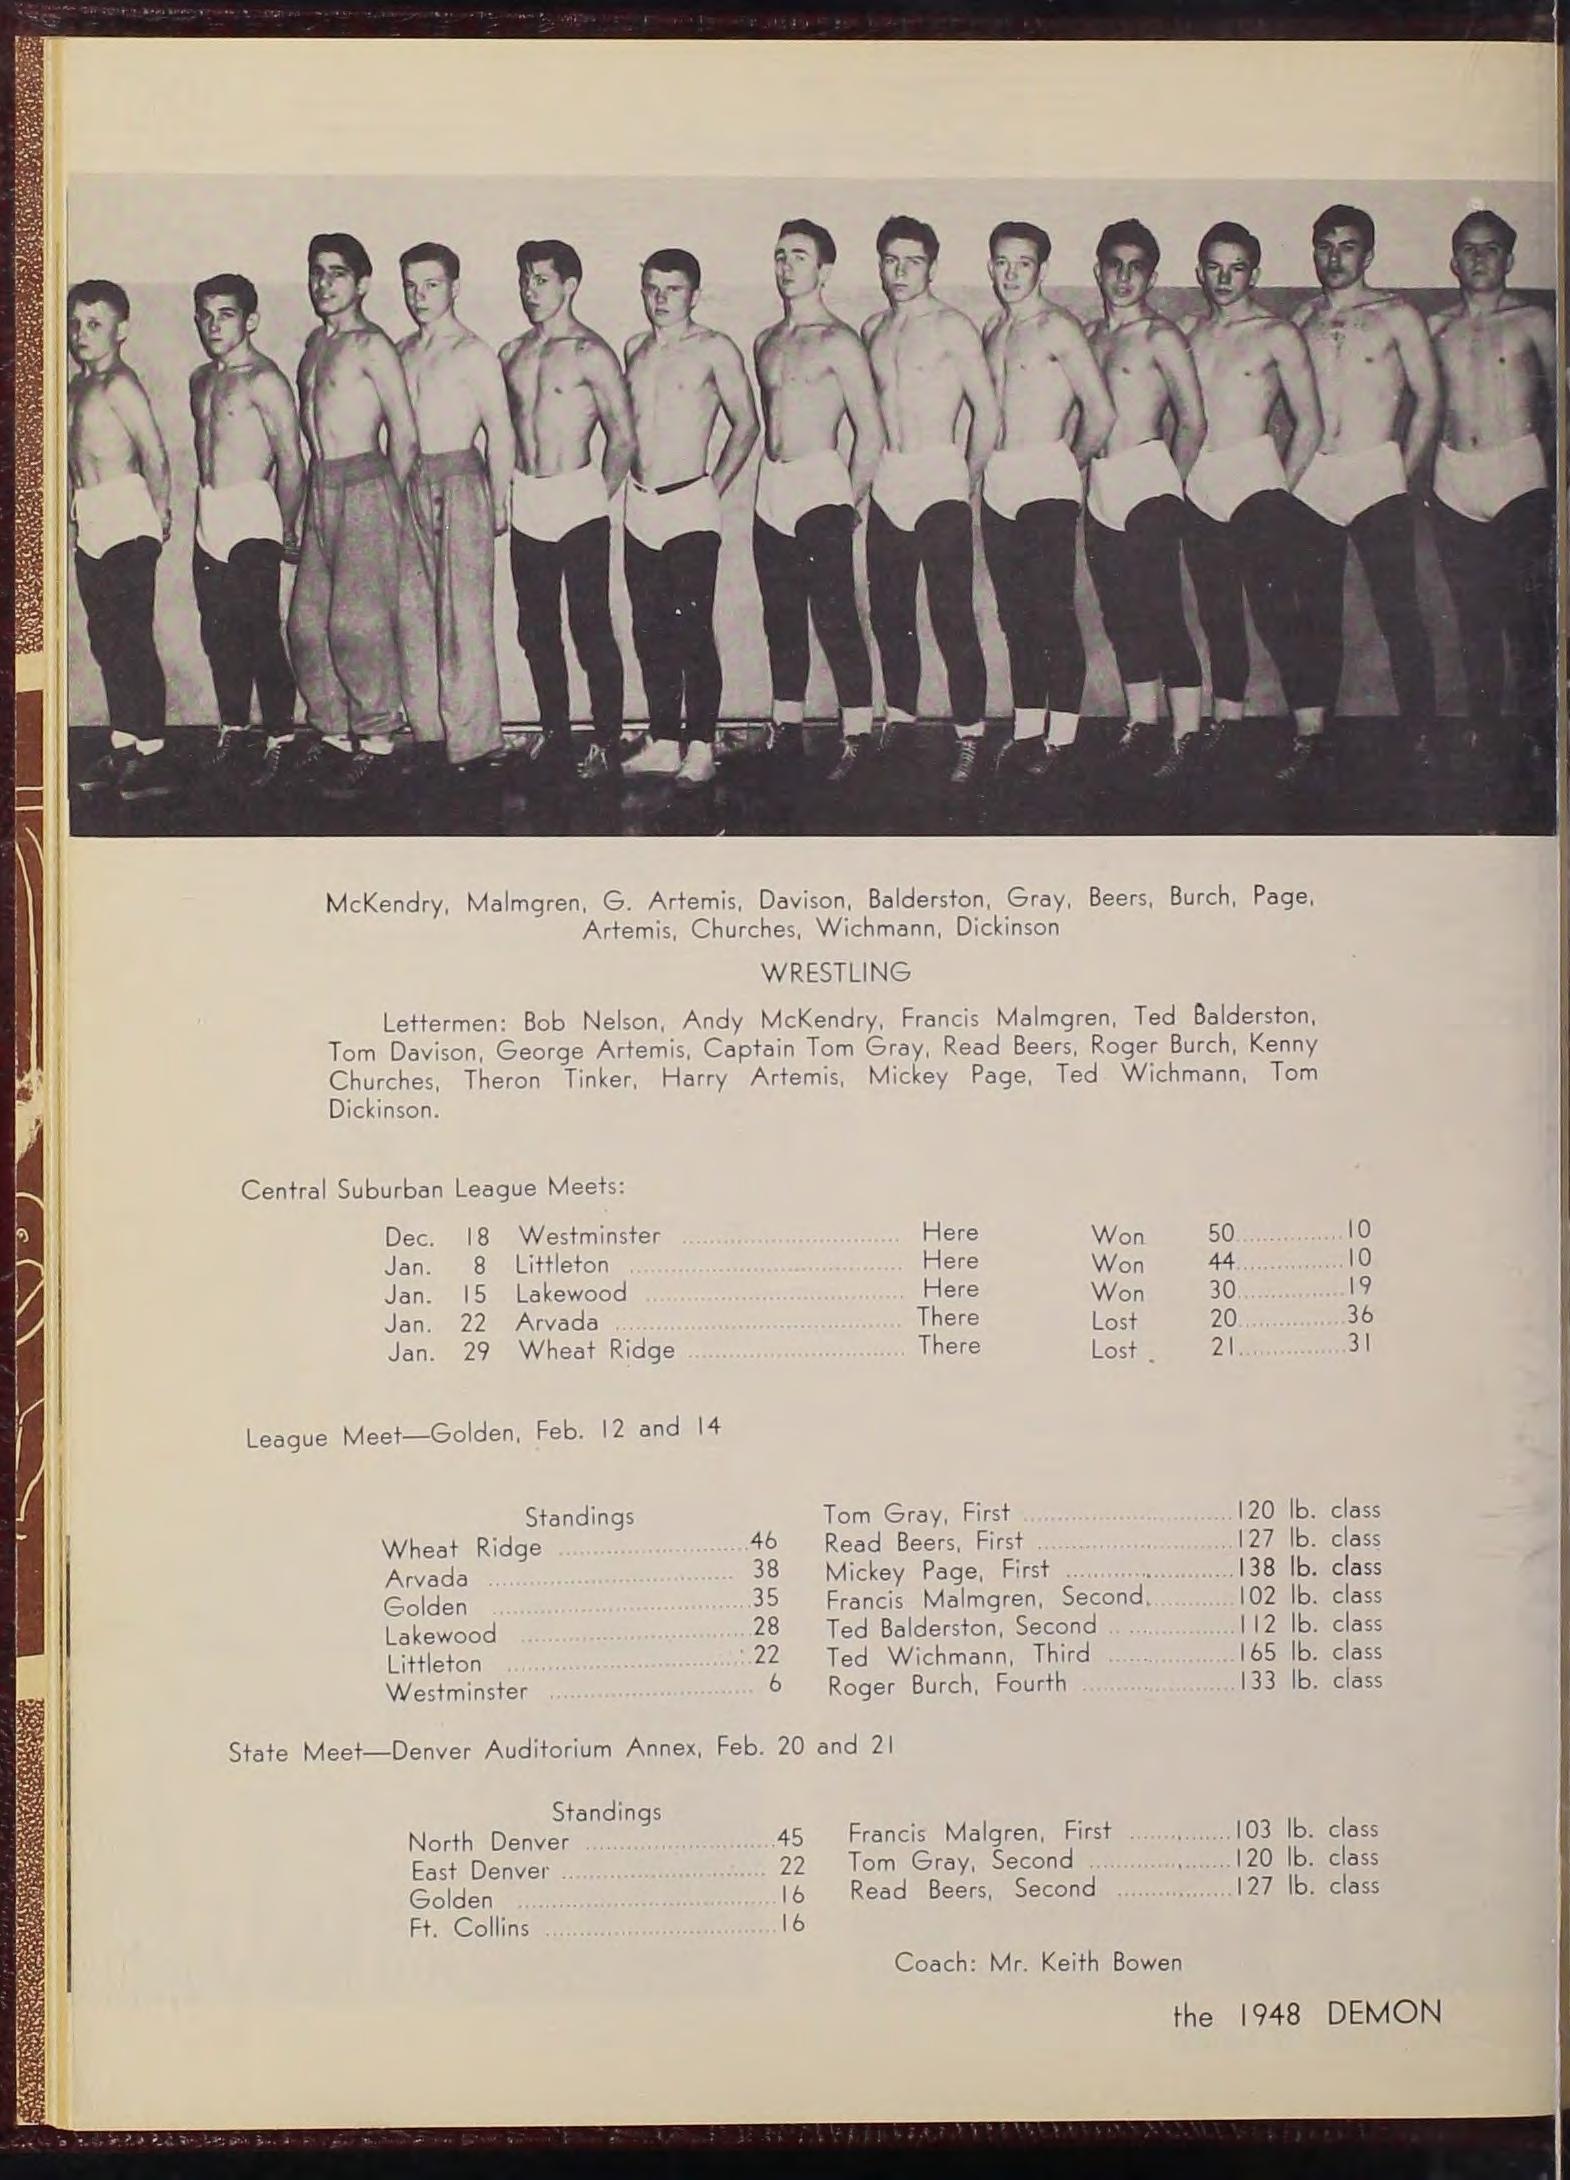 McKendry, Malmgren, G. Artemis, Davison, Balderston, Gray, Beers, Burch, Page,
Artemis, Churches, Wichmann, Dickinson
WRESTLING
Lettermen: Bob Nelson, Andy McKendry, Francis Malmgren, Ted Balderston,
Tom Davison, George Artemis, Captain Tom Gray, Read Beers, Roger Burch, Kenny
Churches, Theron Tinker, Harry Artemis, Mickey Page, Ted Wichmann, Tom
Dickinson.
Central Suburban League Meets:
Dec. 18 Westminster Here Won 50 10
Jan. 8 Littleton Here Won 44 10
Jan. 15 Lakewood Here Won 30 19
Jan. 22 Arvada There Lost 20 36
Jan. 29 Wheat Ridge There Lost 21 31
League Meet—Golden, Feb. 12 and 14
Standings
Wheat Ridge 46
Arvada 38
Golden 35
Lakewood 28
Littleton 22
Westminster 6
Tom Gray, First 120 lb. class
Read Beers, First 127 lb. class
Mickey Page, First 138 lb. class
Francis Malmgren, Second 102 lb. class
Ted Balderston, Second 112 lb. class
Ted Wichmann, Third 165 lb. class
Roger Burch, Fourth 133 lb. class
State Meet—Denver Auditorium Annex, Feb. 20 and 21
Standings
North Denver 45
East Denver 22
Golden 16
Ft. Collins 16
Francis Malgren, First 103 lb. class
Tom Gray, Second 120 lb. class
Read Beers, Second 127 lb. class
Coach: Mr. Keith Bowen
the 1948 DEMON